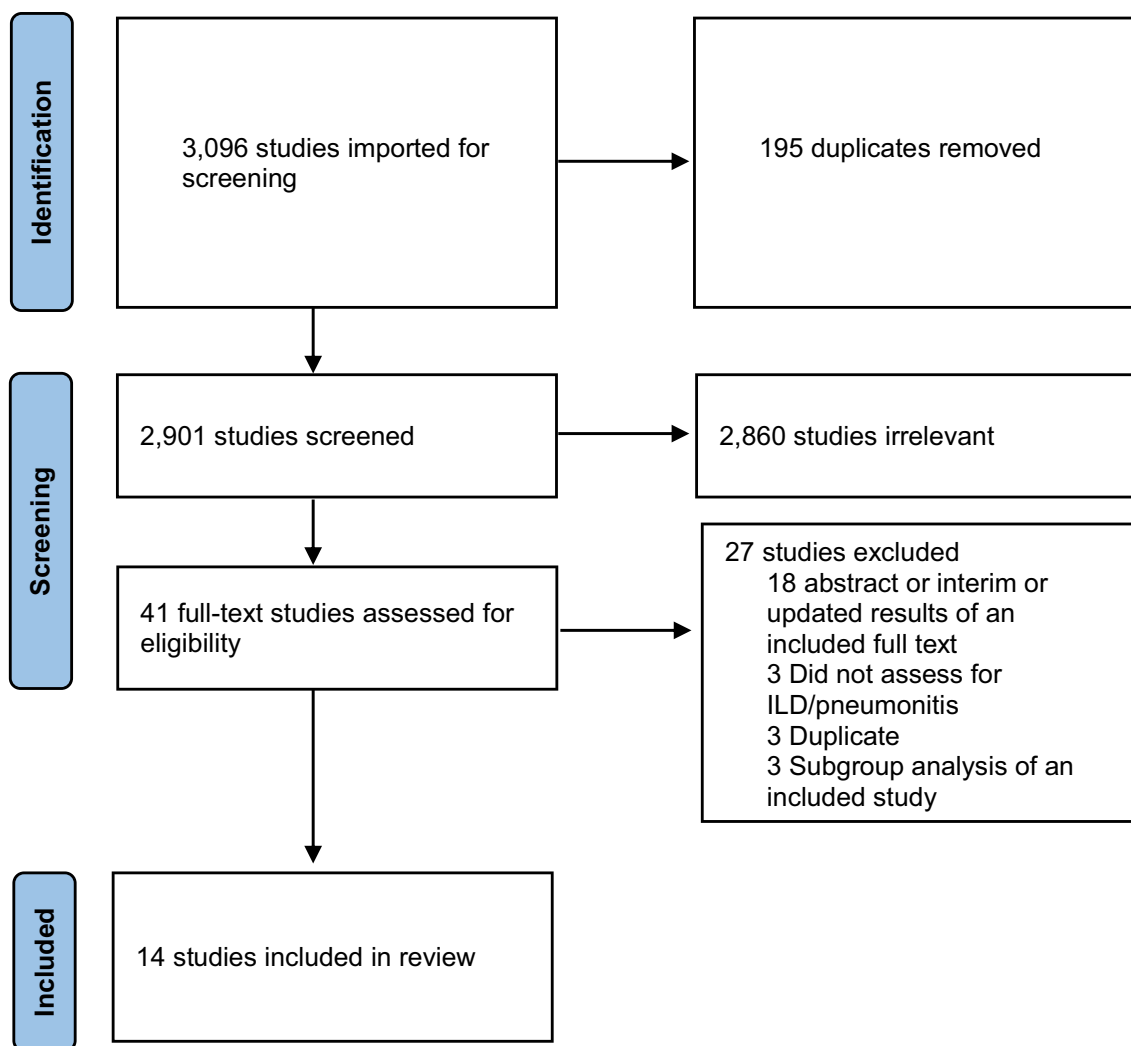 Identification
3,096 studies imported for
screening
195 duplicates removed
Screening
2,901 studies screened
2,860 studies irrelevant
41 full-text studies assessed for
eligibility
27 studies excluded
18 abstract or interim or
updated results of an
included full text
3 Did not assess for
ILD/pneumonitis
3 Duplicate
3 Subgroup analysis of an
included study
Included
14 studies included in review